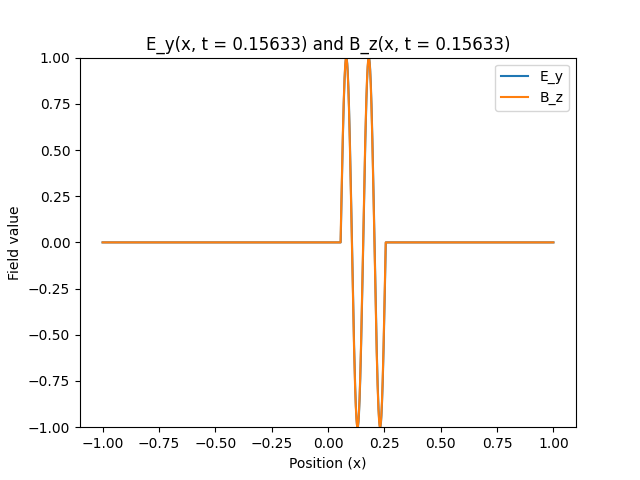 E_y(x, t = 0.15633) and B_z(x, t = 0.15633)
1.00
0.75
0.50
0.25
0.00
−0.25
−0.50
−0.75
−1.00
Field value
E_y
B_z
−1.00 −0.75 −0.50 −0.25 0.00 0.25 0.50 0.75 1.00
Position (x)